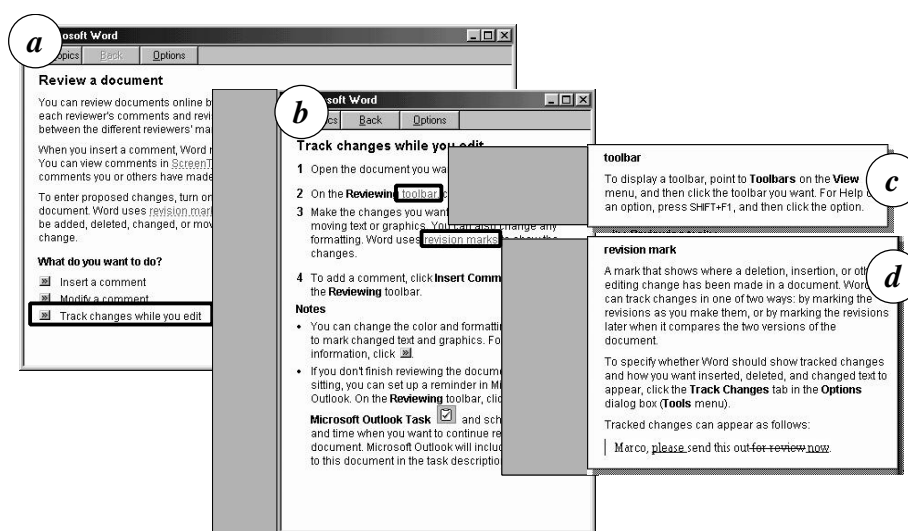 a
osoft Word
opics Back Options
Review a document
You can review documents online b
each reviewer's comments and revi
between the different reviewers' ma
When you insert a comment, Word
You can view comments in ScreenT
comments you or others have made
To enter proposed changes, turn on
document. Word uses revision mar
be added, deleted, changed, or mov
change.
What do you want to do?
Insert a comment
Modify a comment
Track changes while you edit
b
soft Word
cs Back Options
Track changes while you edit
1 Open the document you wa
2 On the Reviewing toolbar, c
3 Make the changes you want
moving text or graphics. You can also change any
formatting. Word uses revision marks to show the
changes.
4 To add a comment, click Insert Comm
the Reviewing toolbar.
Notes
• You can change the color and formatti
to mark changed text and graphics. Fo
information, click
• If you don't finish reviewing the docum
sitting, you can set up a reminder in Mi
Outlook. On the Reviewing toolbar, clic
Microsoft Outlook Task and sch
and time when you want to continue re
document. Microsoft Outlook will includ
to this document in the task descriptio
c
toolbar
To display a toolbar, point to Toolbars on the View
menu, and then click the toolbar you want. For Help
an option, press SHIFT+F1, and then click the option.
d
revision mark
A mark that shows where a deletion, insertion, or oth
editing change has been made in a document. Word
can track changes in one of two ways: by marking the
revisions as you make them, or by marking the revisions
later when it compares the two versions of the
document.
To specify whether Word should show tracked changes
and how you want inserted, deleted, and changed text to
appear, click the Track Changes tab in the Options
dialog box (Tools menu).
Tracked changes can appear as follows:
Marco, please send this out for review now.